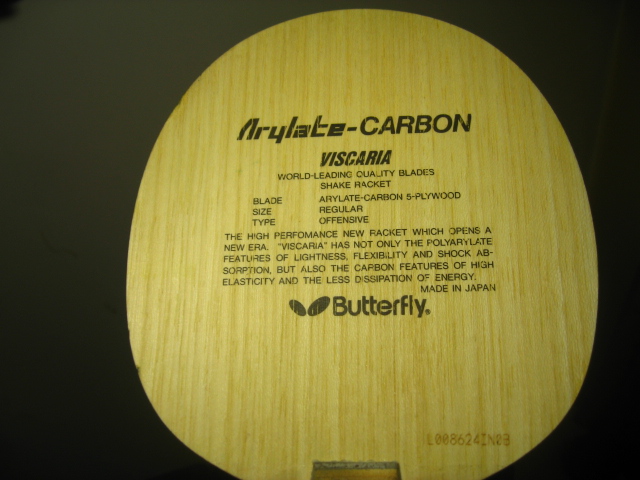 Arylate-CARBON
VISCARIA
WORLD-LEADING QUALITY BLADES
SHAKE RACKET
BLADE ARYLATE-CARBON 5-PLYWOOD
SIZE REGULAR
TYPE OFFENSIVE
THE HIGH PERFOMANCE NEW RACKET WHICH OPENS A
NEW ERA. "VISCARIA" HAS NOT ONLY THE POLYARYLATE
FEATURES OF LIGHTNESS, FLEXIBILITY AND SHOCK AB-
SORPTION, BUT ALSO THE CARBON FEATURES OF HIGH
ELASTICITY AND THE LESS DISSIPATION OF ENERGY.
MADE IN JAPAN
Butterfly®
L008624IN03